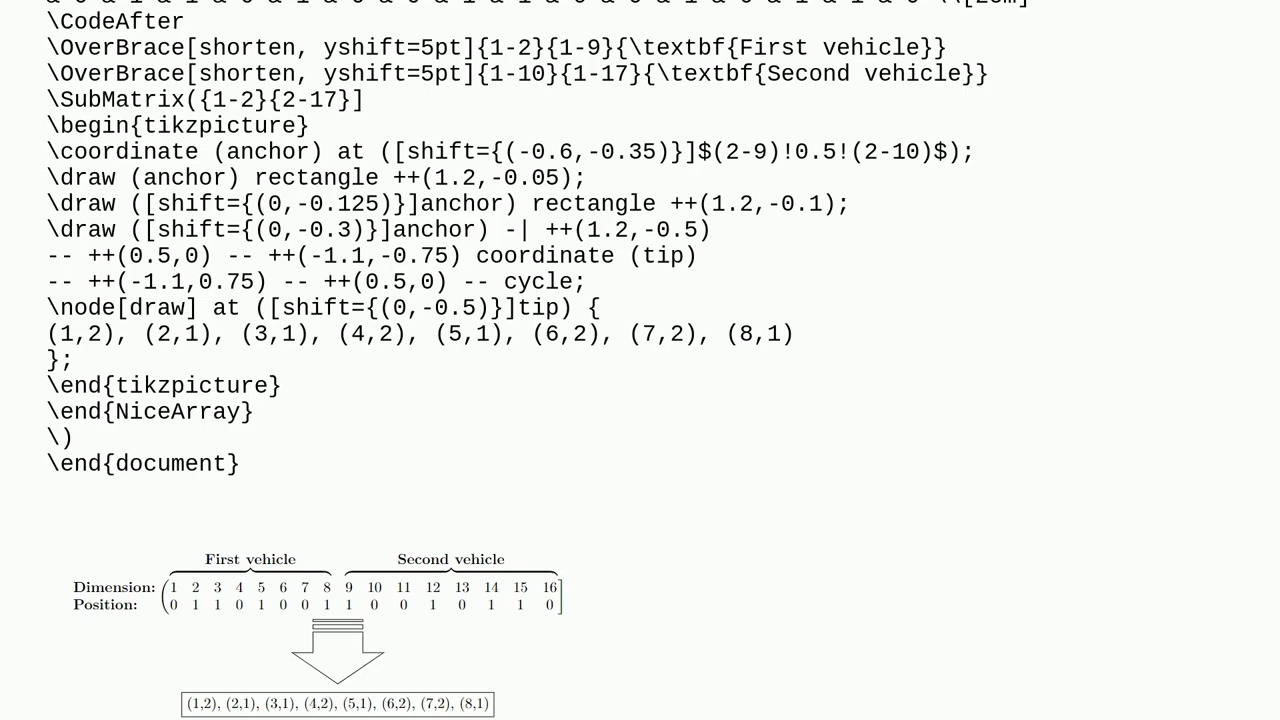 \CodeAfter
\OverBrace[shorten, yshift=5pt]{1-2}{1-9}{\textbf{First vehicle}}
\OverBrace[shorten, yshift=5pt]{1-10}{1-17}{\textbf{Second vehicle}}
\SubMatrix({1-2}{2-17}]
\begin{tikzpicture}
\coordinate (anchor) at ([shift={(-0.6,-0.35)}]$(2-9)!0.5!(2-10)$);
\draw (anchor) rectangle ++(1.2,-0.05);
\draw ([shift={(0,-0.125)}]anchor) rectangle ++(1.2,-0.1);
\draw ([shift={(0,-0.3)}]anchor) -| ++(1.2,-0.5)
-- ++(0.5,0) -- ++(-1.1,-0.75) coordinate (tip)
-- ++(-1.1,0.75) -- ++(0.5,0) -- cycle;
\node[draw] at ([shift={(0,-0.5)}]tip) {
(1,2), (2,1), (3,1), (4,2), (5,1), (6,2), (7,2), (8,1)
};
\end{tikzpicture}
\end{NiceArray}
\)
\end{document}
First vehicle Second vehicle
Dimension: (1 2 3 4 5 6 7 8 9 10 11 12 13 14 15 16]
Position: 0 1 1 0 1 0 0 1 1 0 0 1 0 1 1 0
(1,2), (2,1), (3,1), (4,2), (5,1), (6,2), (7,2), (8,1)